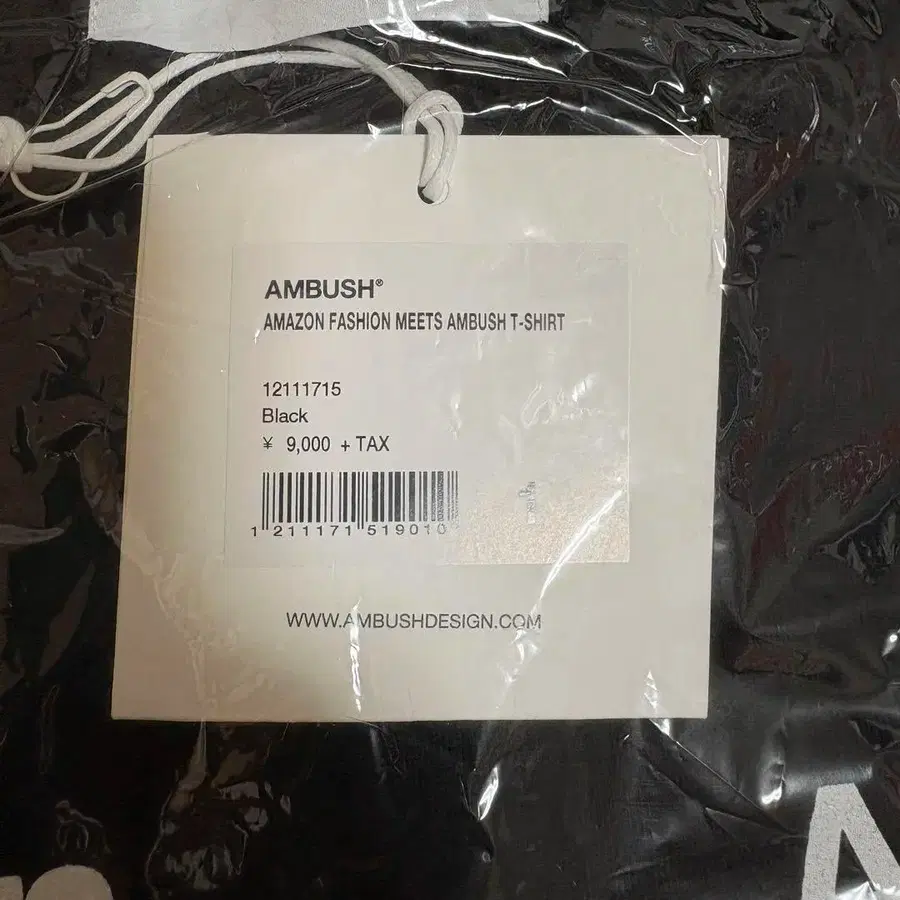 AMBUSH®
AMAZON FASHION MEETS AMBUSH T-SHIRT
12111715
Black
¥ 9,000 + TAX
1 211171 519010
WWW.AMBUSHDESIGN.COM